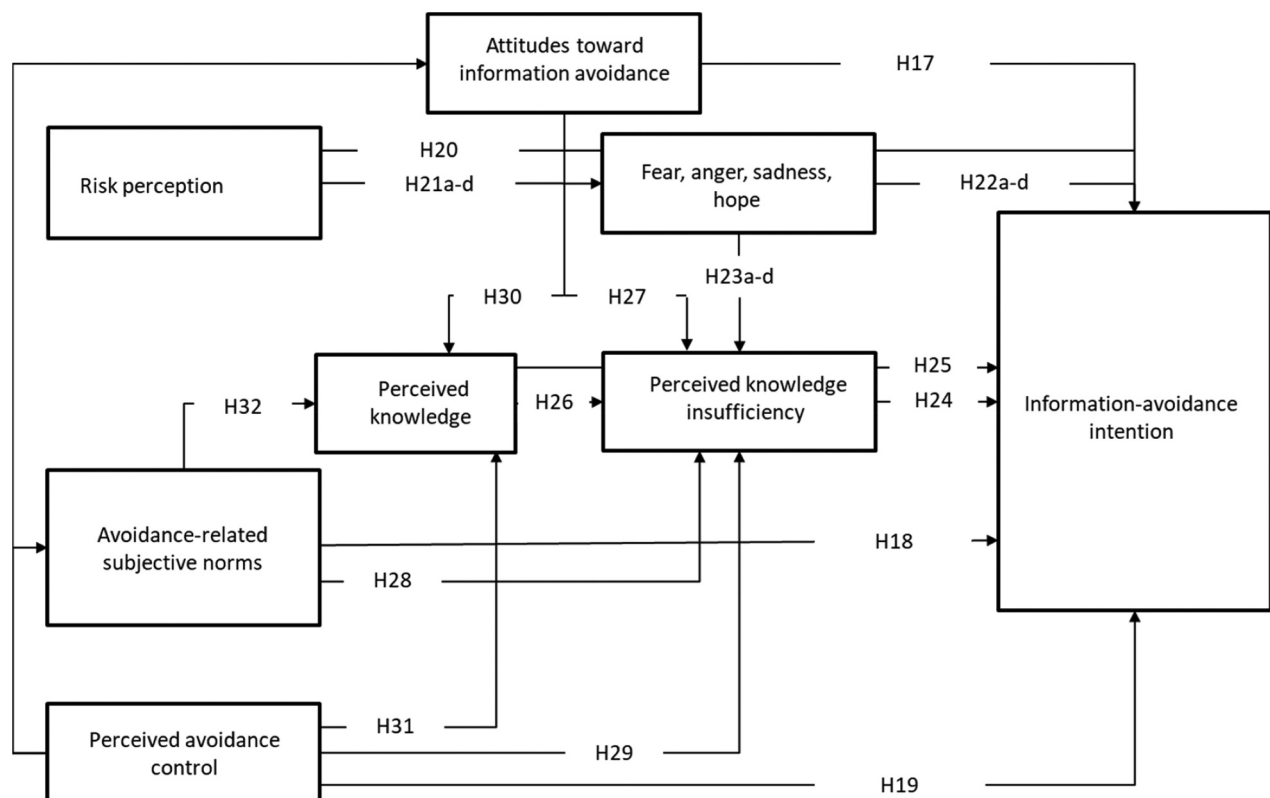 Attitudes toward
information avoidance
H17
Risk perception
H20
H21a-d
Fear, anger, sadness,
hope
H22a-d
H23a-d
H30
H27
Perceived
knowledge
H26
Perceived knowledge
insufficiency
H25
H24
Information-avoidance
intention
H32
Avoidance-related
subjective norms
H18
H28
Perceived avoidance
control
H31
H29
H19